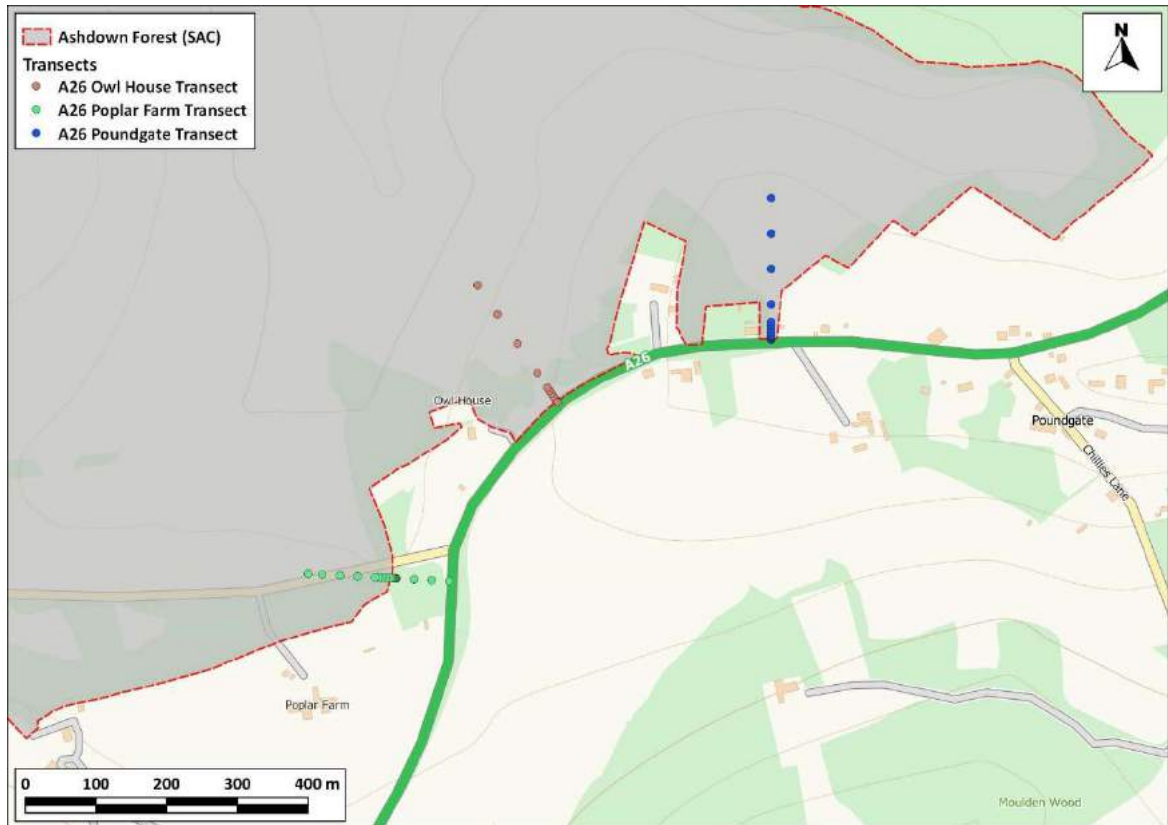 Ashdown Forest (SAC)
Transects
A26 Owl House Transect
A26 Poplar Farm Transect
A26 Poundgate Transect
N
A26
Owl House
Poundgate
Chillies Lane
Poplar Farm
0 100 200 300 400 m
Moulden Wood